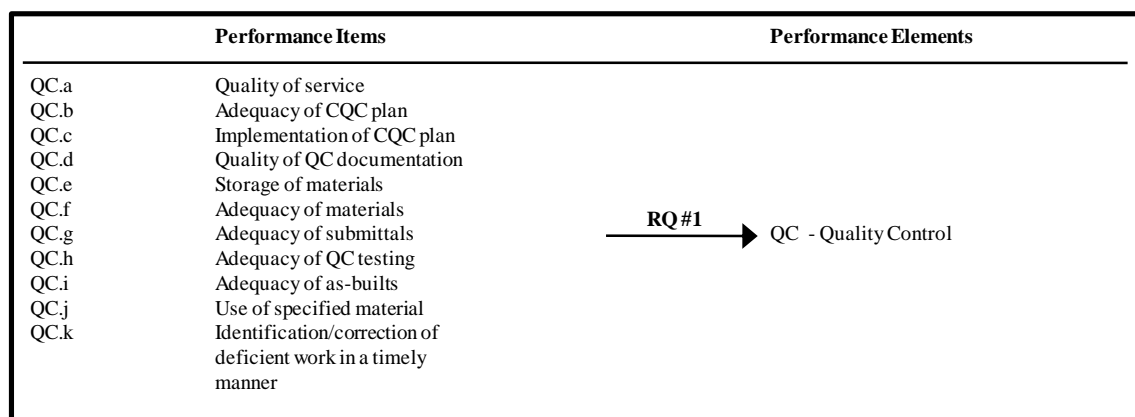 Performance Items Performance Elements
QC.a Quality of service
QC.b Adequacy of CQC plan
QC.c Implementation of CQC plan
QC.d Quality of QC documentation
QC.e Storage of materials
QC.f Adequacy of materials
RQ #1
QC.g Adequacy of submittals QC - Quality Control
QC.h Adequacy of QC testing
QC.i Adequacy of as-builts
QC.j Use of specified material
QC.k Identification/correction of
deficient work in a timely
manner